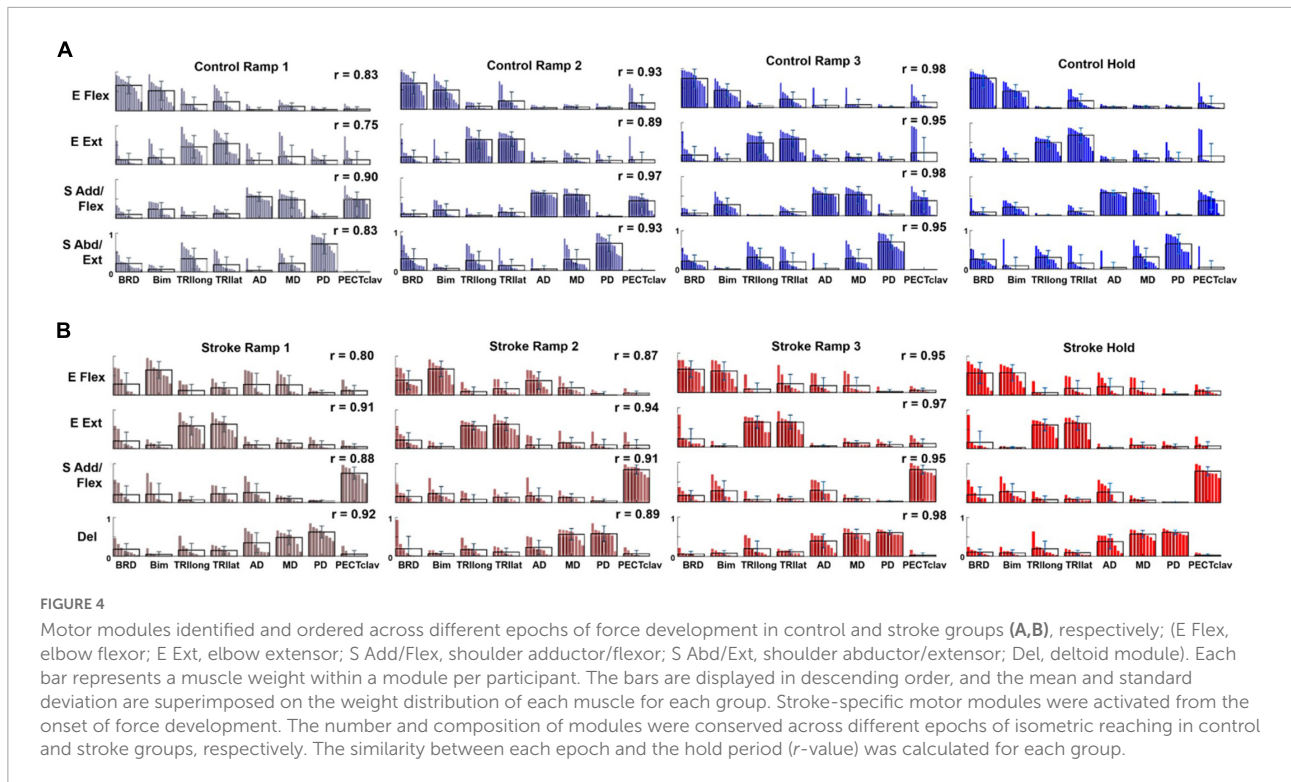 A
Control Ramp 1 r = 0.83 Control Ramp 2 r = 0.93 Control Ramp 3 r = 0.98 Control Hold
E Flex
E Ext r = 0.75 r = 0.89 r = 0.95
S Add/ Flex r = 0.90 r = 0.97 r = 0.98
S Abd/ Ext 1 0 r = 0.83 1 0 r = 0.93 1 0 r = 0.95 1 0
BRD Bim TRIlong TRIlat AD MD PD PECTclav BRD Bim TRIlong TRIlat AD MD PD PECTclav BRD Bim TRIlong TRIlat AD MD PD PECTclav BRD Bim TRIlong TRIlat AD MD PD PECTclav
B
Stroke Ramp 1 r = 0.80 Stroke Ramp 2 r = 0.87 Stroke Ramp 3 r = 0.95 Stroke Hold
E Flex
E Ext r = 0.91 r = 0.94 r = 0.97
S Add/ Flex r = 0.88 r = 0.91 r = 0.95
Del 1 0 r = 0.92 1 0 r = 0.89 1 0 r = 0.98 1 0
BRD Bim TRIlong TRIlat AD MD PD PECTclav BRD Bim TRIlong TRIlat AD MD PD PECTclav BRD Bim TRIlong TRIlat AD MD PD PECTclav BRD Bim TRIlong TRIlat AD MD PD PECTclav
FIGURE 4
Motor modules identified and ordered across different epochs of force development in control and stroke groups (A,B), respectively; (E Flex,
elbow flexor; E Ext, elbow extensor; S Add/Flex, shoulder adductor/flexor; S Abd/Ext, shoulder abductor/extensor; Del, deltoid module). Each
bar represents a muscle weight within a module per participant. The bars are displayed in descending order, and the mean and standard
deviation are superimposed on the weight distribution of each muscle for each group. Stroke-specific motor modules were activated from the
onset of force development. The number and composition of modules were conserved across different epochs of isometric reaching in control
and stroke groups, respectively. The similarity between each epoch and the hold period (r-value) was calculated for each group.